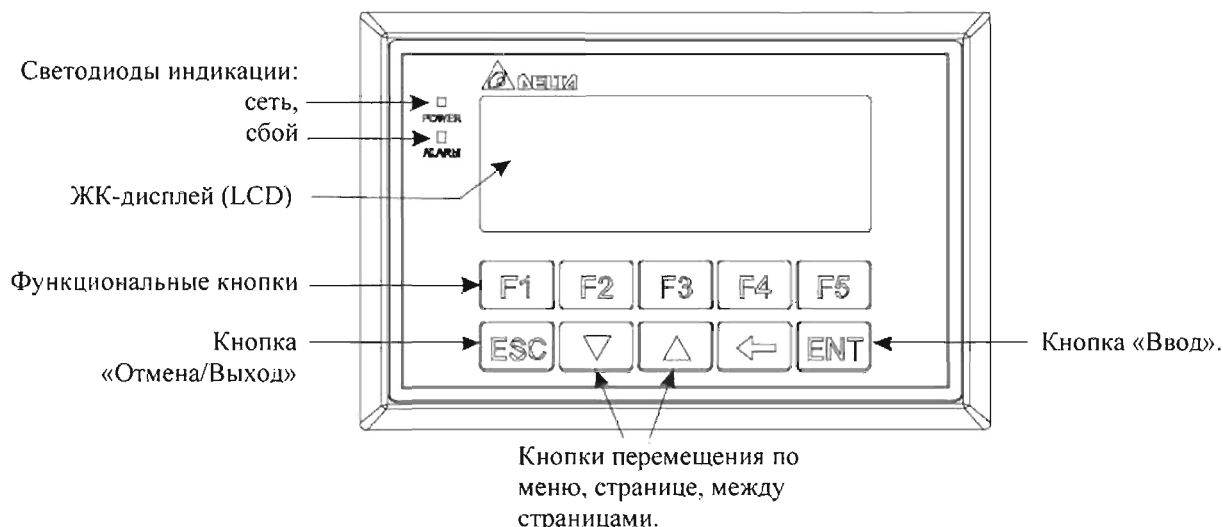 Светодиоды индикации:
сеть,
сбой
ЖК-дисплей (LCD)
Функциональные кнопки
Кнопка
«Отмена/Выход»
DELTA
POWER
ALARM
F1 F2 F3 F4 F5
ESC ENT
Кнопка «Ввод».
Кнопки перемещения по
меню, странице, между
страницами.